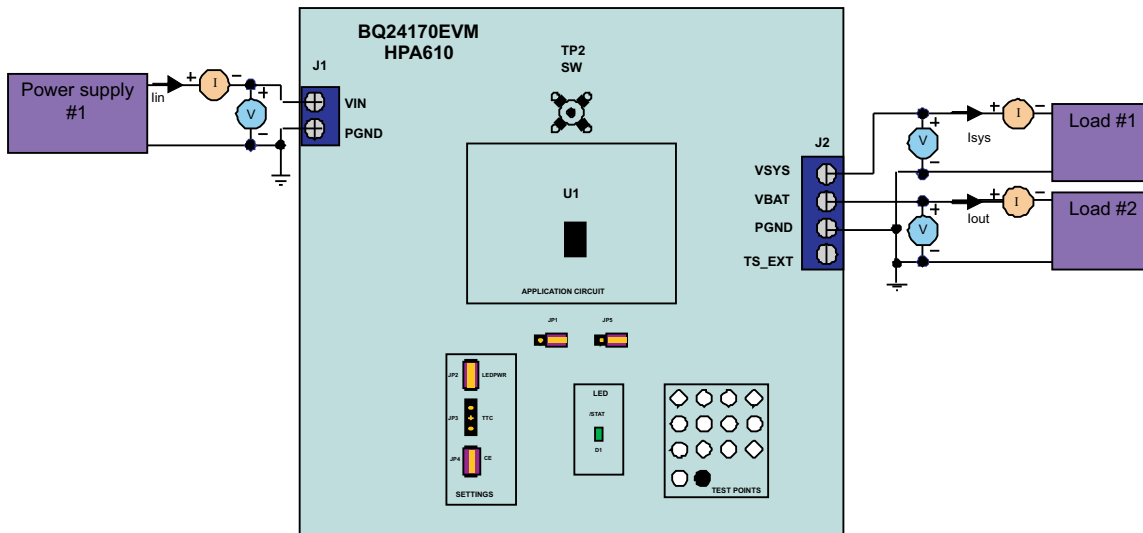 BQ24170EVM
HPA610
J1
TP2
SW
Power supply
#1
Iin
+
I
-
+
V
-
VIN
PGND
J2
VSYS
VBAT
PGND
TS_EXT
+
V
-
Isys
+
I
-
Load #1
+
V
-
Iout
+
I
-
Load #2
U1
APPLICATION CIRCUIT
JP1
JP5
JP2
LEDPWR
JP3
TTC
JP4
CE
SETTINGS
LED
/STAT
D1
TEST POINTS